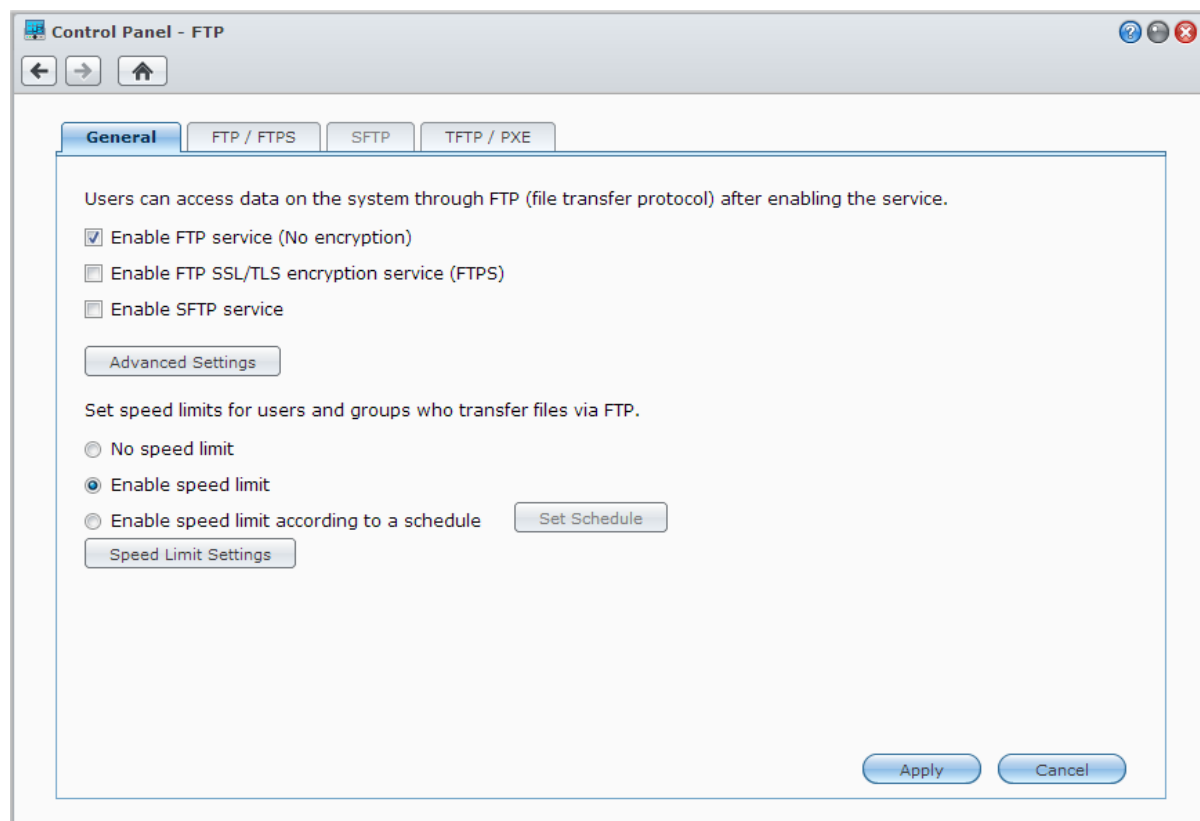 Control Panel - FTP
General
FTP / FTPS
SFTP
TFTP / PXE
Users can access data on the system through FTP (file transfer protocol) after enabling the service.
Enable FTP service (No encryption)
Enable FTP SSL/TLS encryption service (FTPS)
Enable SFTP service
Advanced Settings
Set speed limits for users and groups who transfer files via FTP.
No speed limit
Enable speed limit
Enable speed limit according to a schedule
Set Schedule
Speed Limit Settings
Apply
Cancel